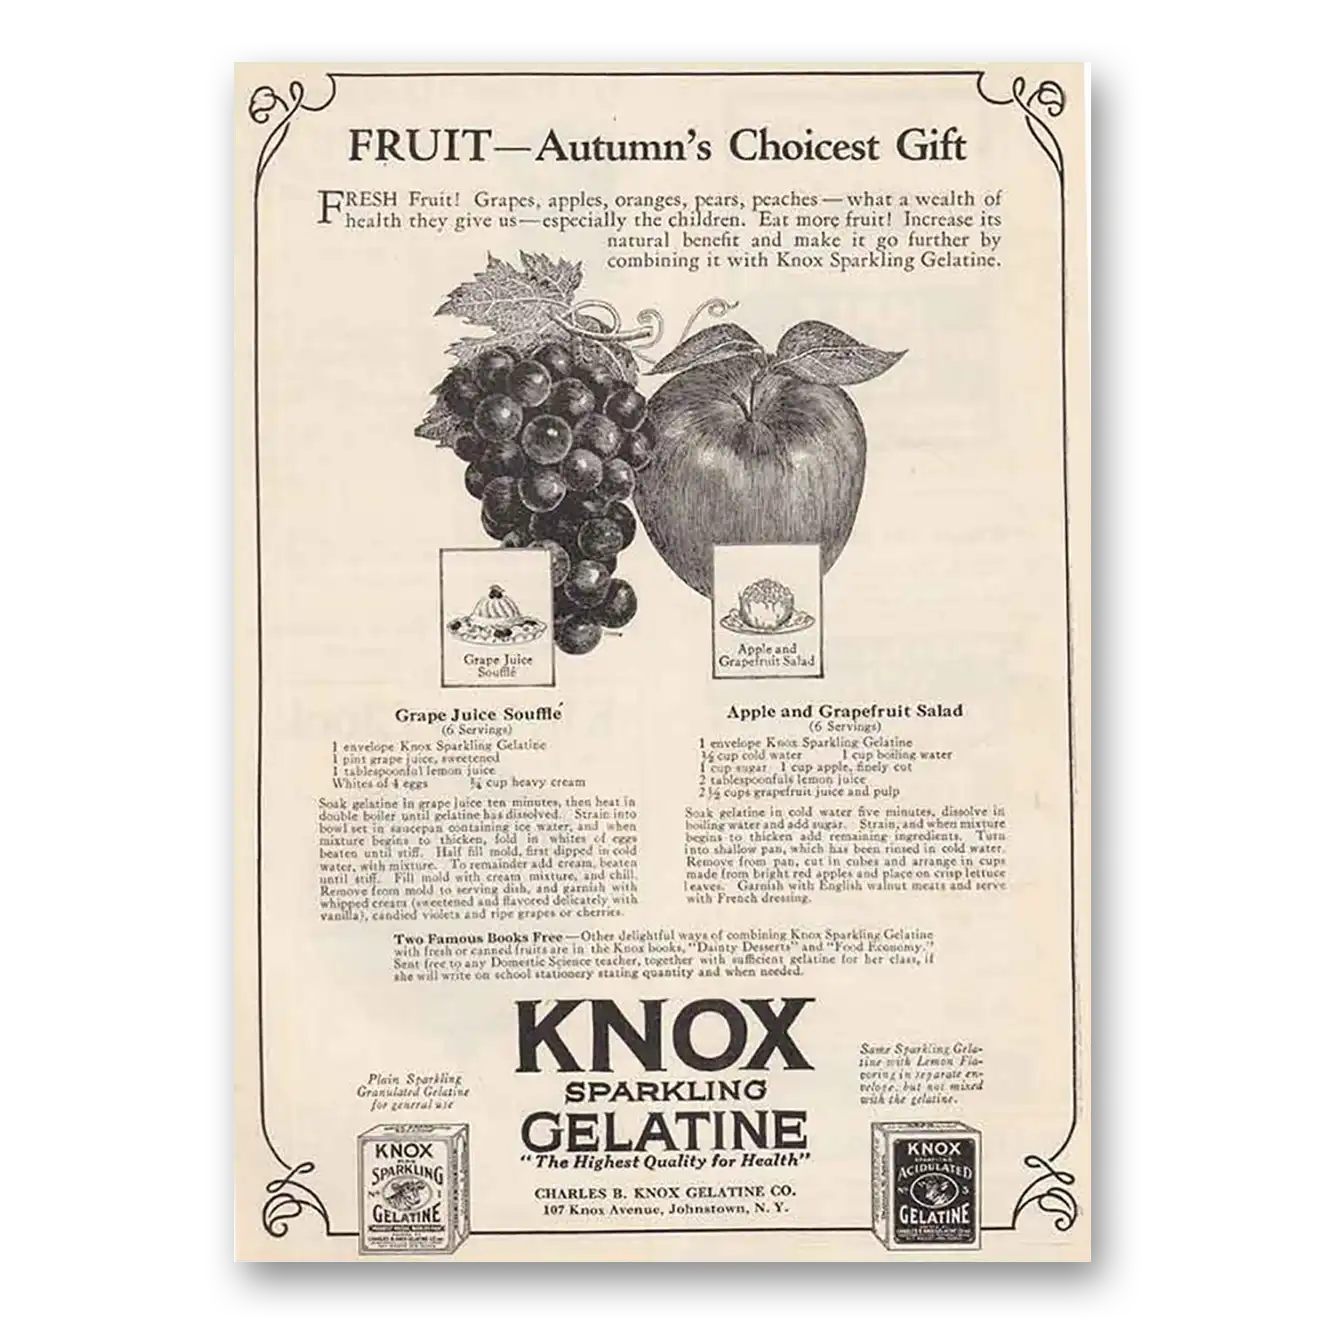 FRUIT—Autumn's Choicest Gift
FRESH Fruit! Grapes, apples, oranges, pears, peaches—what a wealth of
health they give us—especially the children. Eat more fruit! Increase its
natural benefit and make it go further by
combining it with Knox Sparkling Gelatine.
Grape Juice
Soufflé
Apple and
Grapefruit Salad
Grape Juice Soufflé
(6 Servings)
1 envelope Knox Sparkling Gelatine
1 pint grape juice, sweetened
1 tablespoonful lemon juice
Whites of 4 eggs ¾ cup heavy cream
Soak gelatine in grape juice ten minutes, then heat in
double boiler until gelatine has dissolved. Strain into
bowl set in saucepan containing ice water, and when
mixture begins to thicken, fold in whites of eggs
beaten until stiff. Half fill mold, first dipped in cold
water, with mixture. To remainder add cream, beaten
until stiff. Fill mold with cream mixture, and chill.
Remove from mold to serving dish, and garnish with
whipped cream (sweetened and flavored delicately with
vanilla), candied violets and ripe grapes or cherries.
Apple and Grapefruit Salad
(6 Servings)
1 envelope Knox Sparkling Gelatine
½ cup cold water 1 cup boiling water
1 cup sugar 1 cup apple, finely cut
2 tablespoonfuls lemon juice
2½ cups grapefruit juice and pulp
Soak gelatine in cold water five minutes, dissolve in
boiling water and add sugar. Strain, and when mixture
begins to thicken add remaining ingredients. Turn
into shallow pan, which has been rinsed in cold water.
Remove from pan, cut in cubes and arrange in cups
made from bright red apples and place on crisp lettuce
leaves. Garnish with English walnut meats and serve
with French dressing.
Two Famous Books Free—Other delightful ways of combining Knox Sparkling Gelatine
with fresh or canned fruits are in the Knox books, "Dainty Desserts" and "Food Economy."
Sent free to any Domestic Science teacher, together with sufficient gelatine for her class, if
she will write on school stationery stating quantity and when needed.
KNOX
SPARKLING
GELATINE
"The Highest Quality for Health"
CHARLES B. KNOX GELATINE CO.
107 Knox Avenue, Johnstown, N. Y.
Plain Sparkling
Granulated Gelatine
for general use
KNOX
SPARKLING
No 1
GELATINE
Same Sparkling Gela-
tine with Lemon Fla-
voring in separate en-
velope, but not mixed
with the gelatine.
KNOX
ACIDULATED
No 3
GELATINE